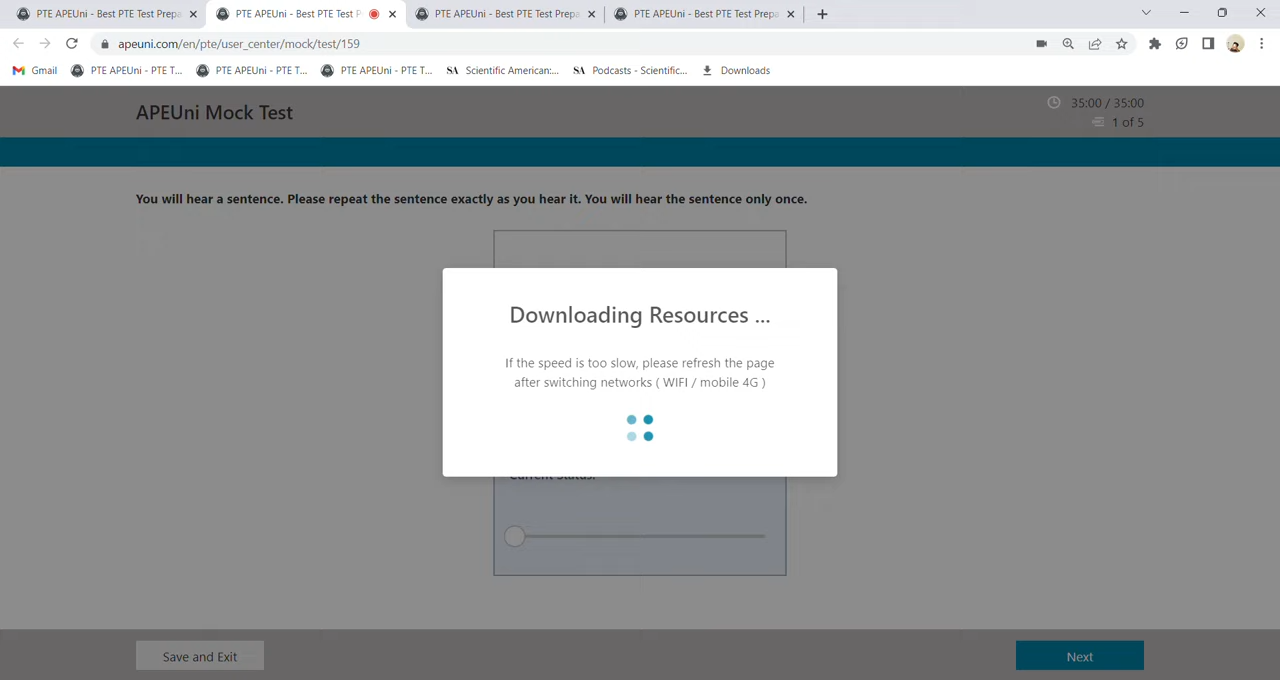 PTE APEUni - Best PTE Test Prepa
PTE APEUni - Best PTE Test P
PTE APEUni - Best PTE Test Prepa
PTE APEUni - Best PTE Test Prepa
apeuni.com/en/pte/user_center/mock/test/159
Gmail
PTE APEUni - PTE T...
PTE APEUni - PTE T...
PTE APEUni - PTE T...
SA Scientific American:...
SA Podcasts - Scientific...
Downloads
APEUni Mock Test
35:00 / 35:00
1 of 5
You will hear a sentence. Please repeat the sentence exactly as you hear it. You will hear the sentence only once.
Downloading Resources ...
If the speed is too slow, please refresh the page
after switching networks ( WIFI / mobile 4G )
Current Status:
Save and Exit
Next